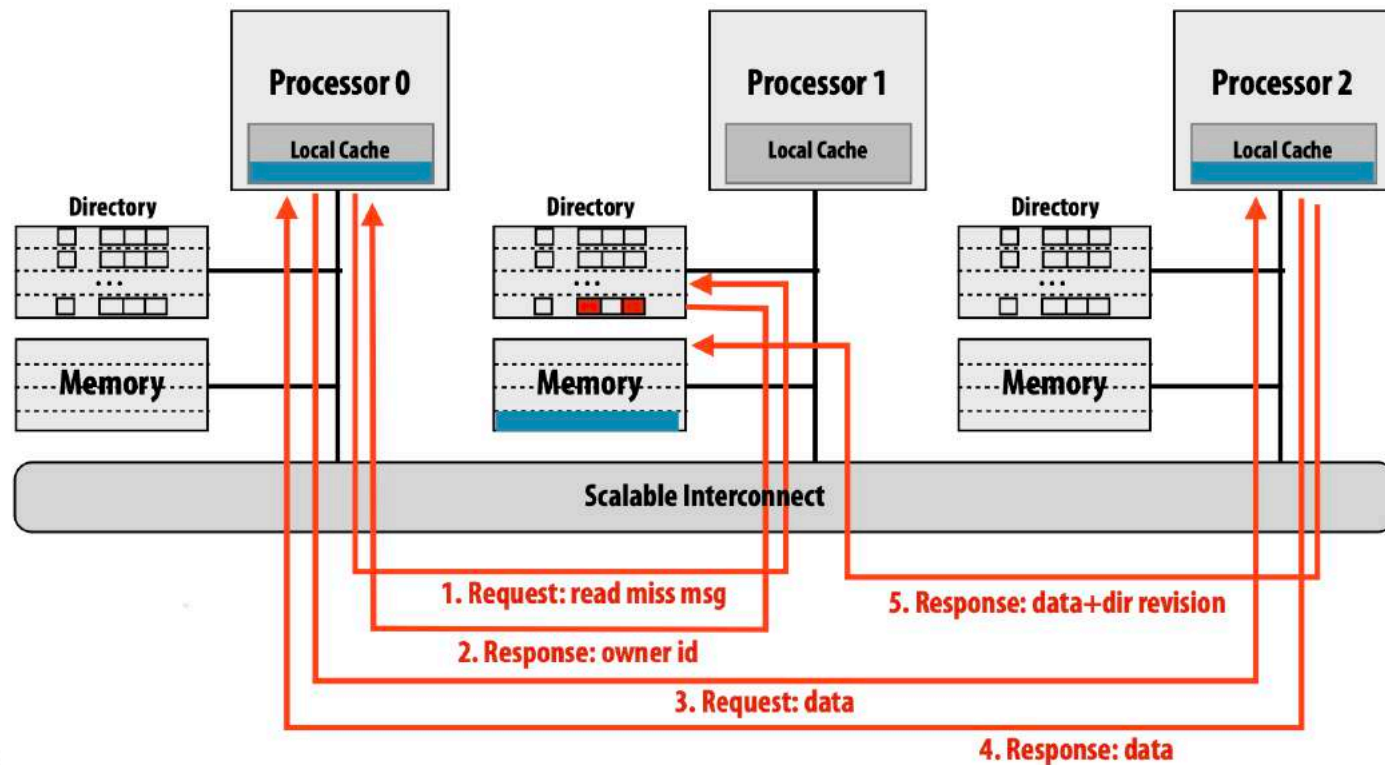 Processor 0
Processor 1
Processor 2
Local Cache
Local Cache
Local Cache
Directory
Directory
Directory
...
...
...
Memory
Memory
Memory
Scalable Interconnect
1. Request: read miss msg
5. Response: data+dir revision
2. Response: owner id
3. Request: data
4. Response: data